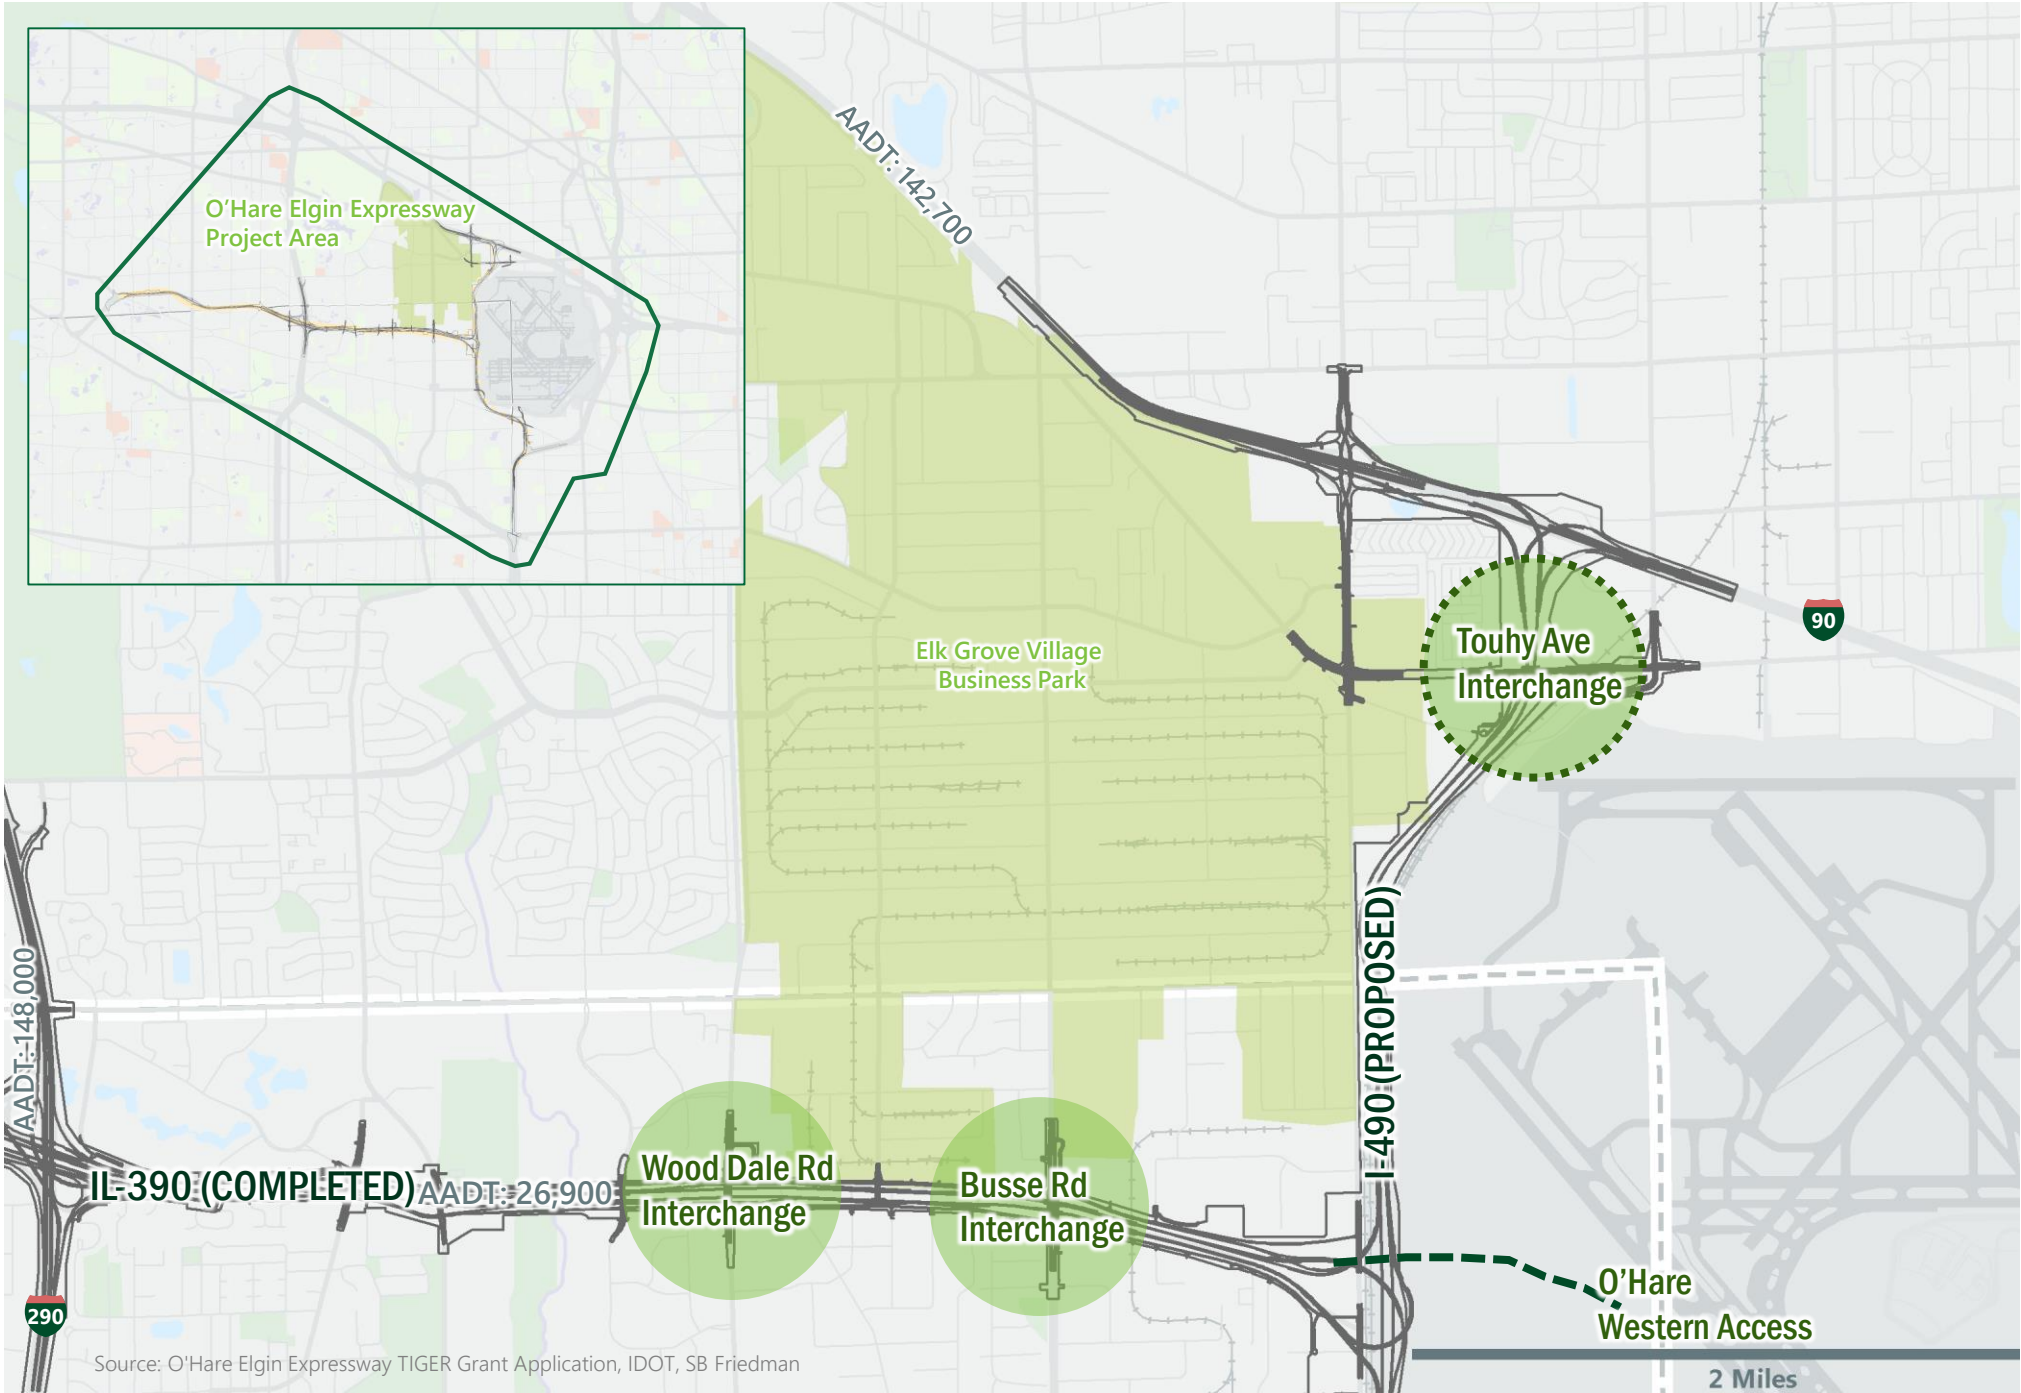 O'Hare Elgin Expressway
Project Area
AADT: 142,700
90
Touhy Ave
Interchange
Elk Grove Village
Business Park
I-490 (PROPOSED)
AADT: 148,000
IL-390 (COMPLETED)
AADT: 26,900
Wood Dale Rd
Interchange
Busse Rd
Interchange
O'Hare
Western Access
290
Source: O'Hare Elgin Expressway TIGER Grant Application, IDOT, SB Friedman
2 Miles